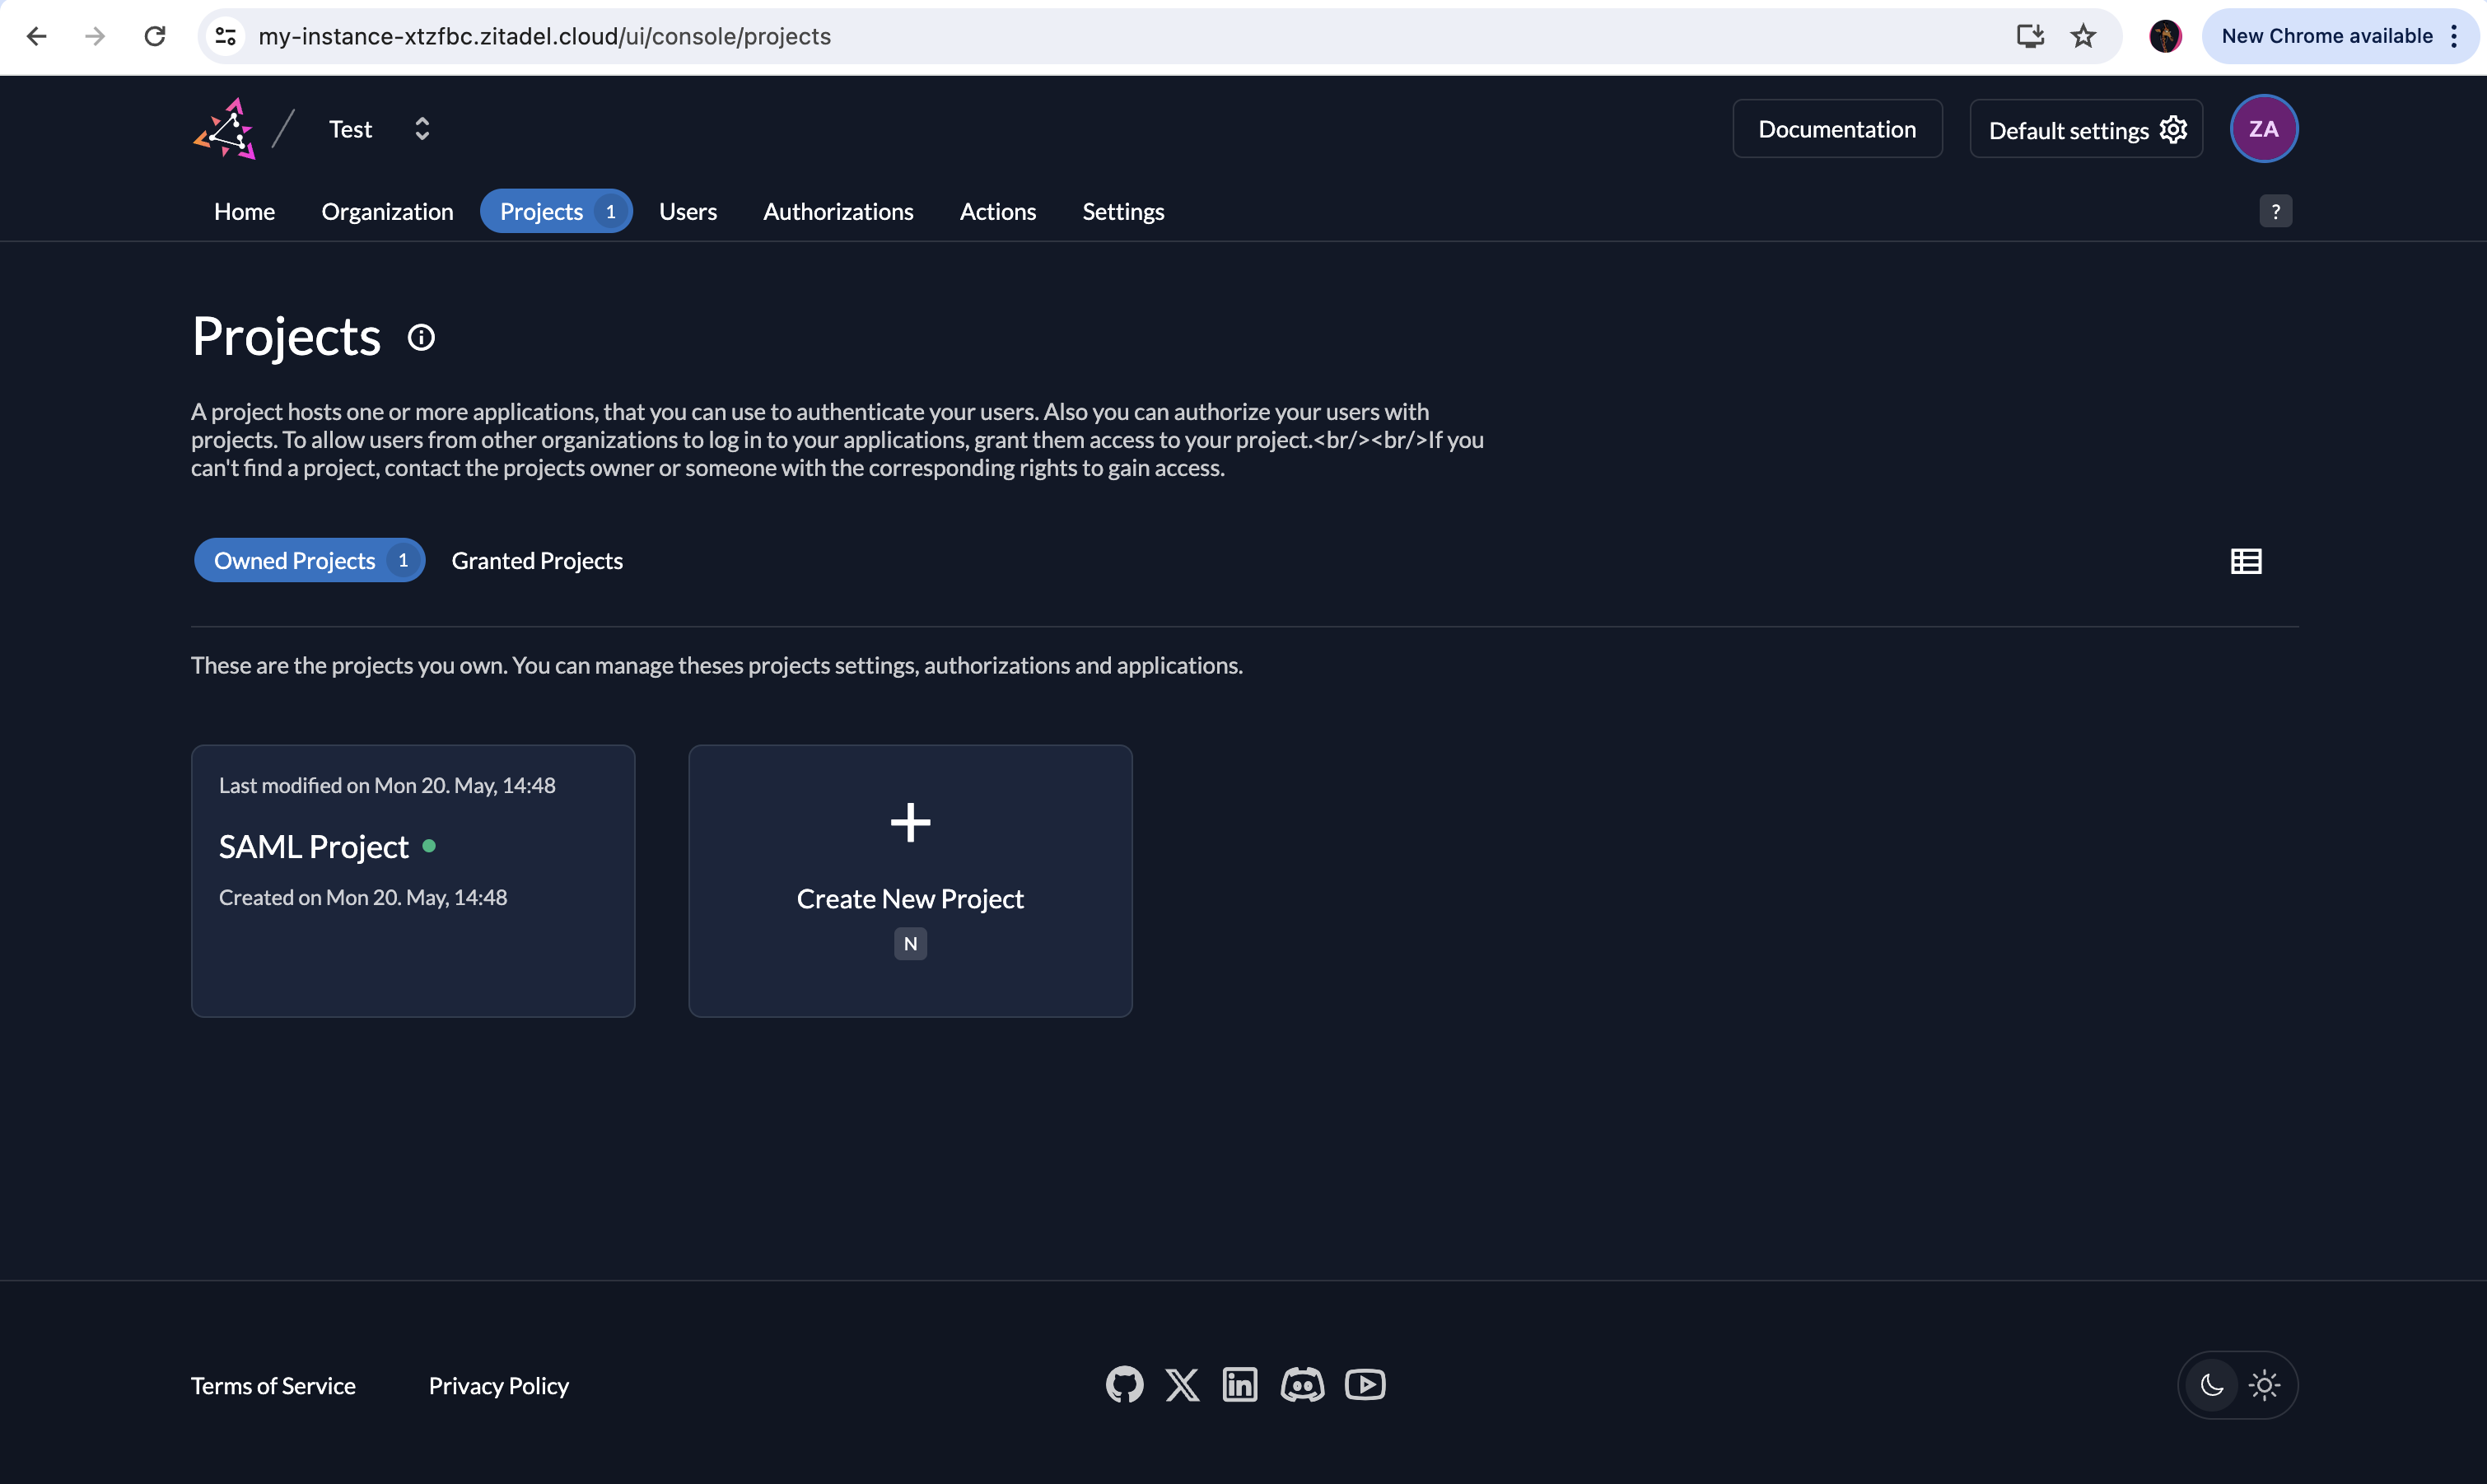 my-instance-xtzfbc.zitadel.cloud/ui/console/projects
New Chrome available
Test
Documentation
Default settings
ZA
Home
Organization
Projects 1
Users
Authorizations
Actions
Settings
?
Projects
A project hosts one or more applications, that you can use to authenticate your users. Also you can authorize your users with
projects. To allow users from other organizations to log in to your applications, grant them access to your project.<br/><br/>If you
can't find a project, contact the projects owner or someone with the corresponding rights to gain access.
Owned Projects 1
Granted Projects
These are the projects you own. You can manage theses projects settings, authorizations and applications.
Last modified on Mon 20. May, 14:48
SAML Project
Created on Mon 20. May, 14:48
Create New Project
N
Terms of Service
Privacy Policy